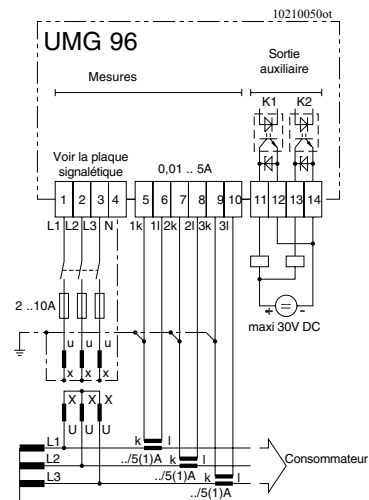 10210050ot
UMG 96
Sortie
auxiliaire
Mesures
K1 K2
Voir la plaque
signalétique
0,01 .. 5A
1 2 3 4 5 6 7 8 9 10 11 12 13 14
L1 L2 L3 N 1k 1l 2k 2l 3k 3l
2 ..10A
+ = -
maxi 30V DC
u u u
x x x
X X X
U U U
L1 k l
L2 ../5(1)A k l Consommateur
L3 ../5(1)A k l
../5(1)A